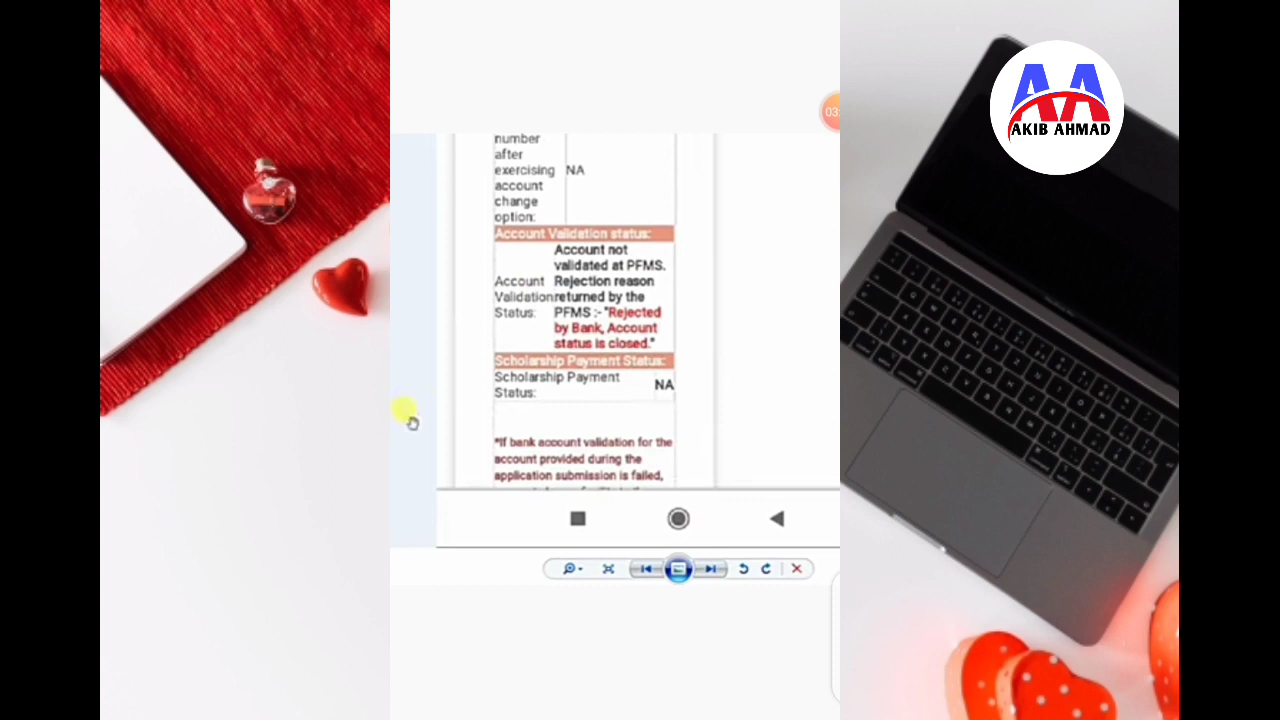 AKIB AHMAD
03:
number
after
exercising NA
account
change
option:
Account Validation status:
Account not
validated at PFMS.
Account Rejection reason
Validation returned by the
Status: PFMS :- "Rejected
by Bank, Account
status is closed."
Scholarship Payment Status:
Scholarship Payment
Status: NA
*If bank account validation for the
account provided during the
application submission is failed,